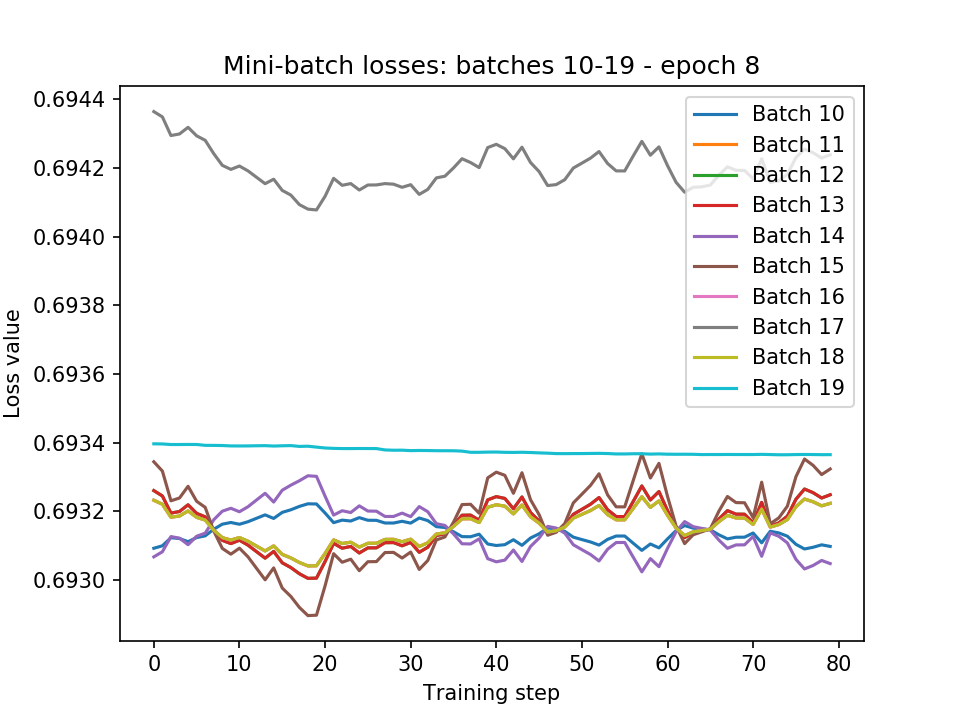 Mini-batch losses: batches 10-19 - epoch 8
0.6944
0.6942
0.6940
0.6938
0.6936
0.6934
0.6932
0.6930
Loss value
Batch 10
Batch 11
Batch 12
Batch 13
Batch 14
Batch 15
Batch 16
Batch 17
Batch 18
Batch 19
0 10 20 30 40 50 60 70 80
Training step